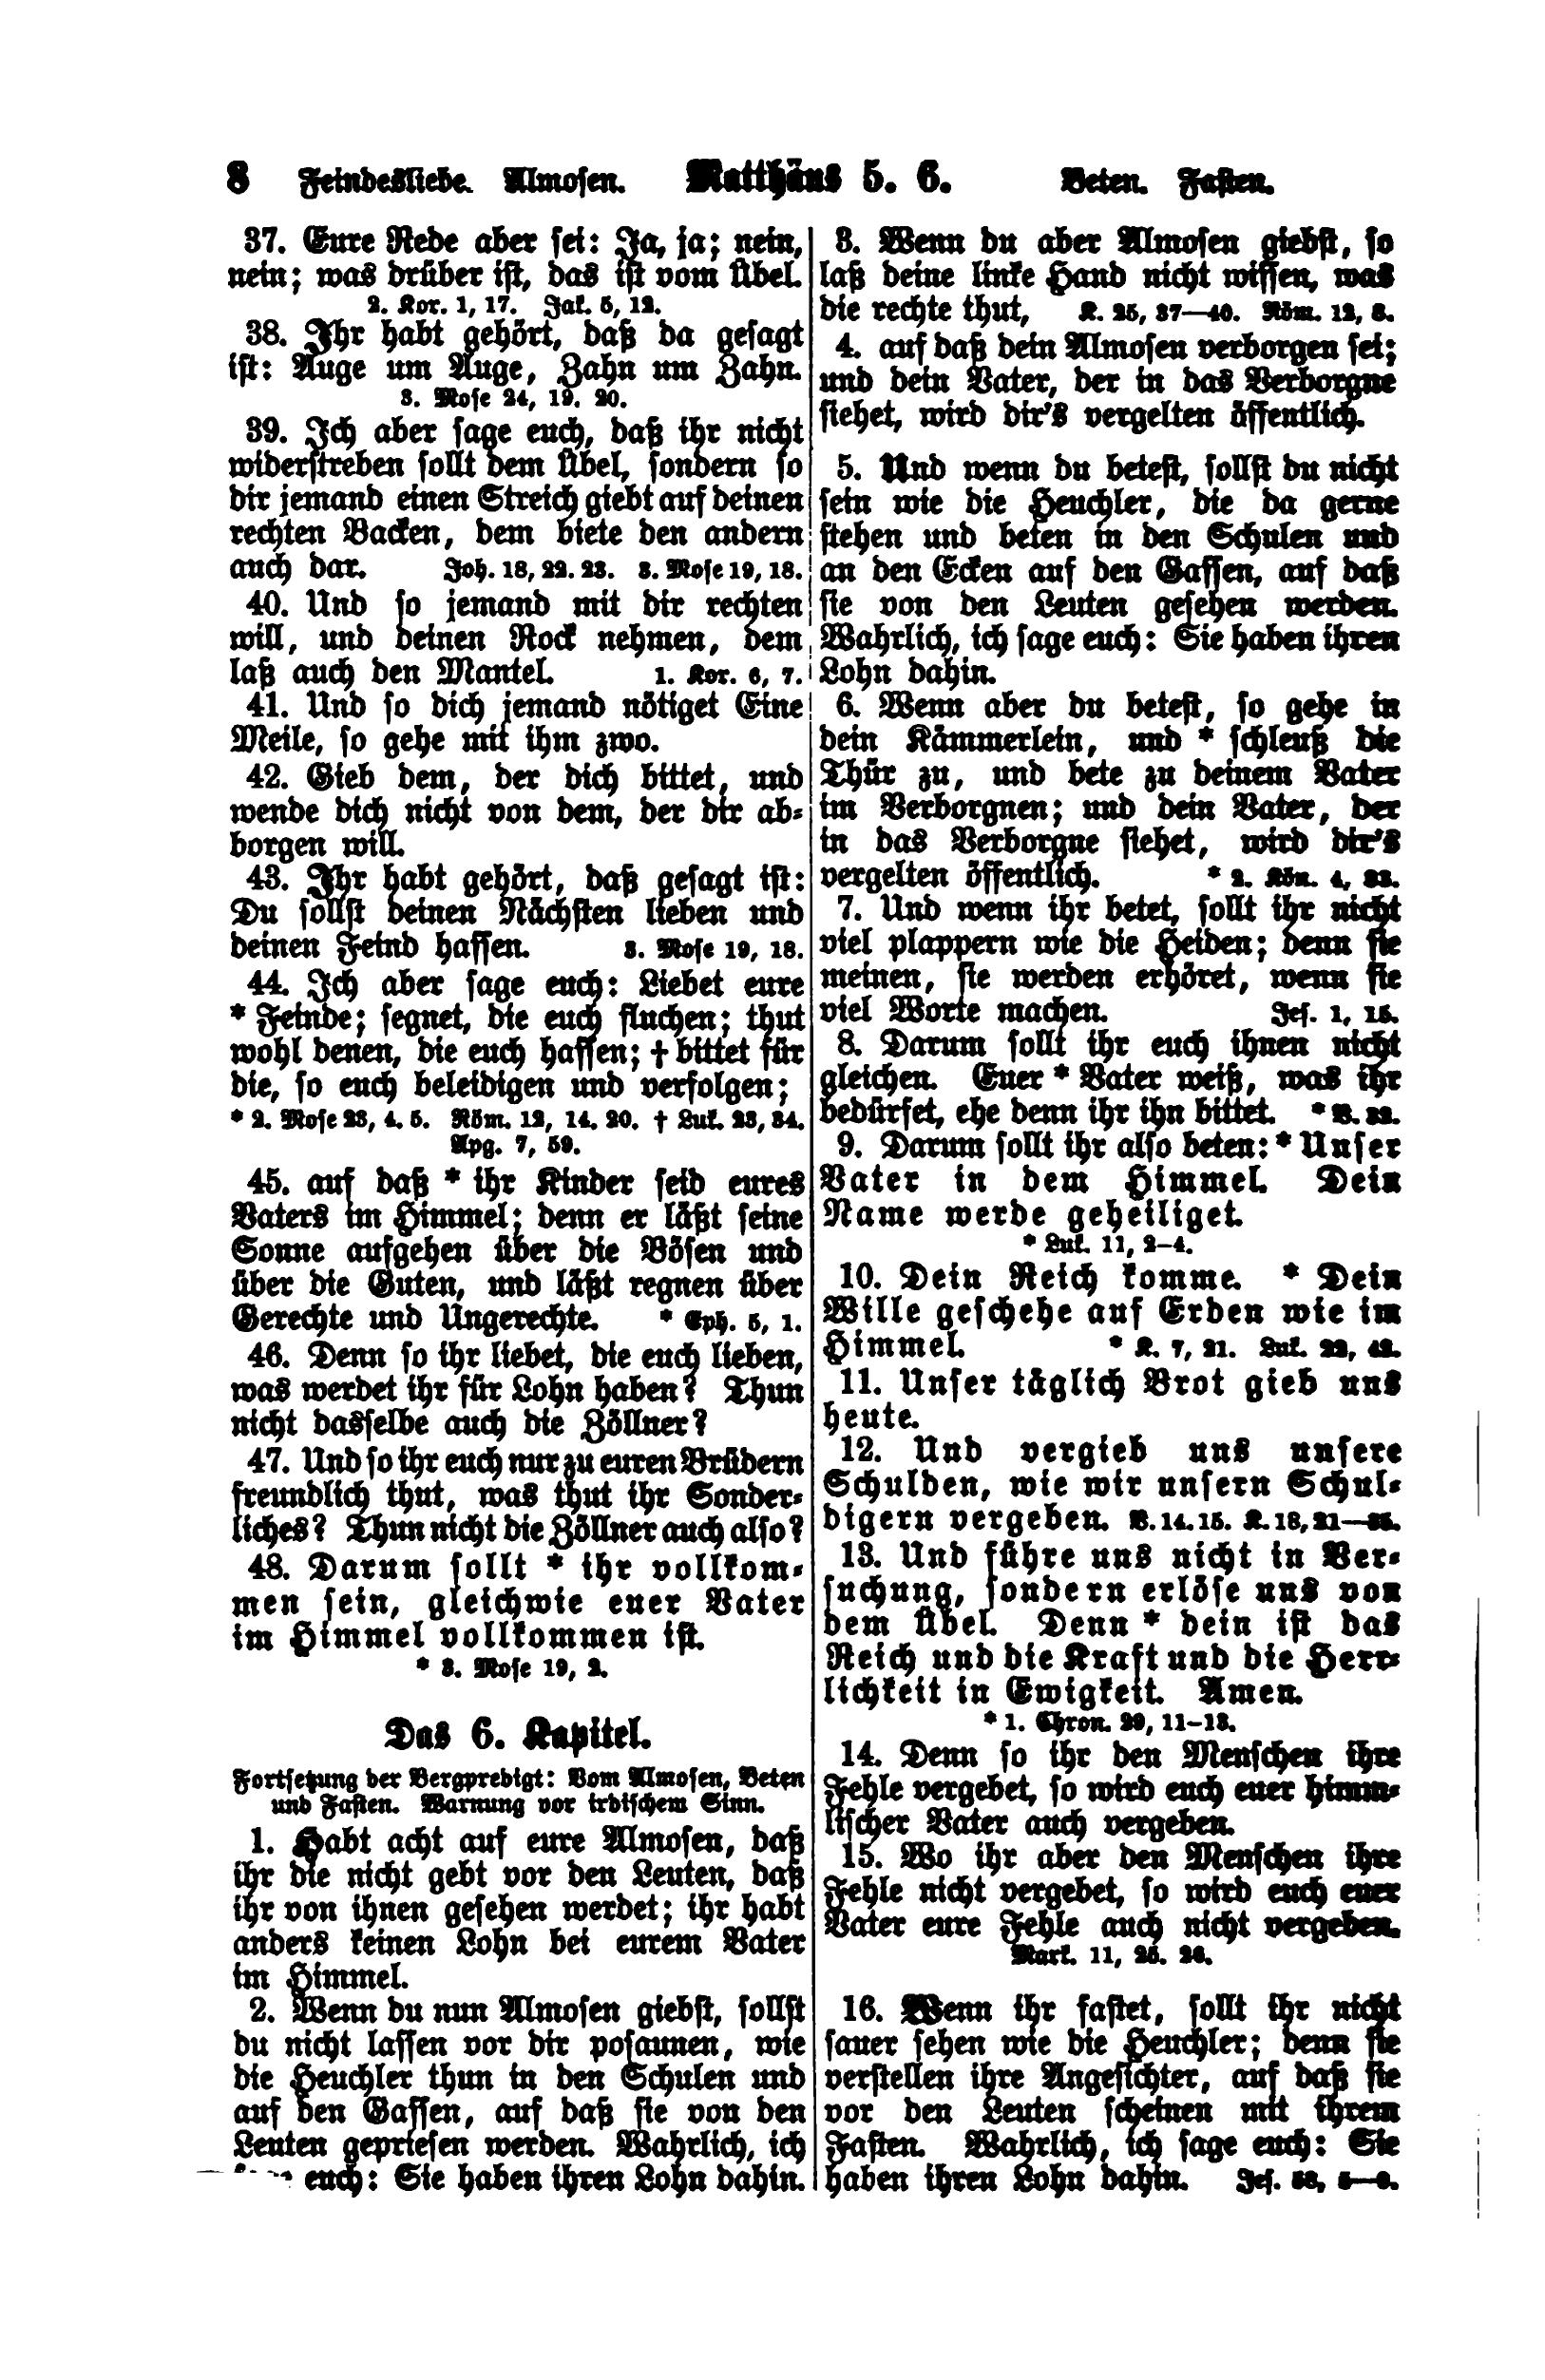 8 Feindesliebe. Almosen. Matthäus 5. 6. Beten. Fasten.
37. Eure Rede aber sei: Ja, ja; nein,
nein; was drüber ist, das ist vom Übel.
2. Kor. 1, 17. Jak. 5, 12.
38. Ihr habt gehört, daß da gesagt
ist: Auge um Auge, Zahn um Zahn.
3. Mose 24, 19. 20.
39. Ich aber sage euch, daß ihr nicht
widerstreben sollt dem Übel, sondern so
dir jemand einen Streich giebt auf deinen
rechten Backen, dem biete den andern
auch dar. Joh. 18, 22. 23. 3. Mose 19, 18.
40. Und so jemand mit dir rechten
will, und deinen Rock nehmen, dem
laß auch den Mantel. 1. Kor. 6, 7.
41. Und so dich jemand nötiget Eine
Meile, so gehe mit ihm zwo.
42. Gieb dem, der dich bittet, und
wende dich nicht von dem, der dir ab-
borgen will.
43. Ihr habt gehört, daß gesagt ist:
Du sollst deinen Nächsten lieben und
deinen Feind hassen. 3. Mose 19, 18.
44. Ich aber sage euch: Liebet eure
* Feinde; segnet, die euch fluchen; thut
wohl denen, die euch hassen; † bittet für
die, so euch beleidigen und verfolgen;
* 2. Mose 23, 4. 5. Röm. 12, 14. 20. † Luk. 23, 34.
Apg. 7, 59.
45. auf daß * ihr Kinder seid eures
Vaters im Himmel; denn er läßt seine
Sonne aufgehen über die Bösen und
über die Guten, und läßt regnen über
Gerechte und Ungerechte. * Eph. 5, 1.
46. Denn so ihr liebet, die euch lieben,
was werdet ihr für Lohn haben? Thun
nicht dasselbe auch die Zöllner?
47. Und so ihr euch nur zu euren Brüdern
freundlich thut, was thut ihr Sonder-
liches? Thun nicht die Zöllner auch also?
48. Darum sollt * ihr vollkom-
men sein, gleichwie euer Vater
im Himmel vollkommen ist.
* 3. Mose 19, 2.
Das 6. Kapitel.
Fortsetzung der Bergpredigt: Vom Almosen, Beten
und Fasten. Warnung vor irdischem Sinn.
1. Habt acht auf eure Almosen, daß
ihr die nicht gebt vor den Leuten, daß
ihr von ihnen gesehen werdet; ihr habt
anders keinen Lohn bei eurem Vater
im Himmel.
2. Wenn du nun Almosen giebst, sollst
du nicht lassen vor dir posaunen, wie
die Heuchler thun in den Schulen und
auf den Gassen, auf daß sie von den
Leuten gepriesen werden. Wahrlich, ich
euch: Sie haben ihren Lohn dahin.
3. Wenn du aber Almosen giebst, so
laß deine linke Hand nicht wissen, was
die rechte thut, K. 25, 37—40. Röm. 12, 8.
4. auf daß dein Almosen verborgen sei;
und dein Vater, der in das Verborgne
siehet, wird dir's vergelten öffentlich.
5. Und wenn du betest, sollst du nicht
sein wie die Heuchler, die da gerne
stehen und beten in den Schulen und
an den Ecken auf den Gassen, auf daß
sie von den Leuten gesehen werden.
Wahrlich, ich sage euch: Sie haben ihren
Lohn dahin.
6. Wenn aber du betest, so gehe in
dein Kämmerlein, und * schleuß die
Thür zu, und bete zu deinem Vater
im Verborgnen; und dein Vater, der
in das Verborgne siehet, wird dir's
vergelten öffentlich. * 2. Kön. 4, 33.
7. Und wenn ihr betet, sollt ihr nicht
viel plappern wie die Heiden; denn sie
meinen, sie werden erhöret, wenn sie
viel Worte machen. Jes. 1, 15.
8. Darum sollt ihr euch ihnen nicht
gleichen. Euer * Vater weiß, was ihr
bedürfet, ehe denn ihr ihn bittet. * V. 32.
9. Darum sollt ihr also beten: * Unser
Vater in dem Himmel. Dein
Name werde geheiliget.
* Luk. 11, 2–4.
10. Dein Reich komme. * Dein
Wille geschehe auf Erden wie im
Himmel. * K. 7, 21. Luk. 22, 42.
11. Unser täglich Brot gieb uns
heute.
12. Und vergieb uns unsere
Schulden, wie wir unsern Schul-
digern vergeben. V. 14. 15. K. 18, 21—35.
13. Und führe uns nicht in Ver-
suchung, sondern erlöse uns von
dem Übel. Denn * dein ist das
Reich und die Kraft und die Herr-
lichkeit in Ewigkeit. Amen.
* 1. Chron. 29, 11–13.
14. Denn so ihr den Menschen ihre
Fehle vergebet, so wird euch euer himm-
lischer Vater auch vergeben.
15. Wo ihr aber den Menschen ihre
Fehle nicht vergebet, so wird euch euer
Vater eure Fehle auch nicht vergeben.
Mark. 11, 25. 26.
16. Wenn ihr fastet, sollt ihr nicht
sauer sehen wie die Heuchler; denn sie
verstellen ihre Angesichter, auf daß sie
vor den Leuten scheinen mit ihrem
Fasten. Wahrlich, ich sage euch: Sie
haben ihren Lohn dahin. Jes. 58, 5—9.